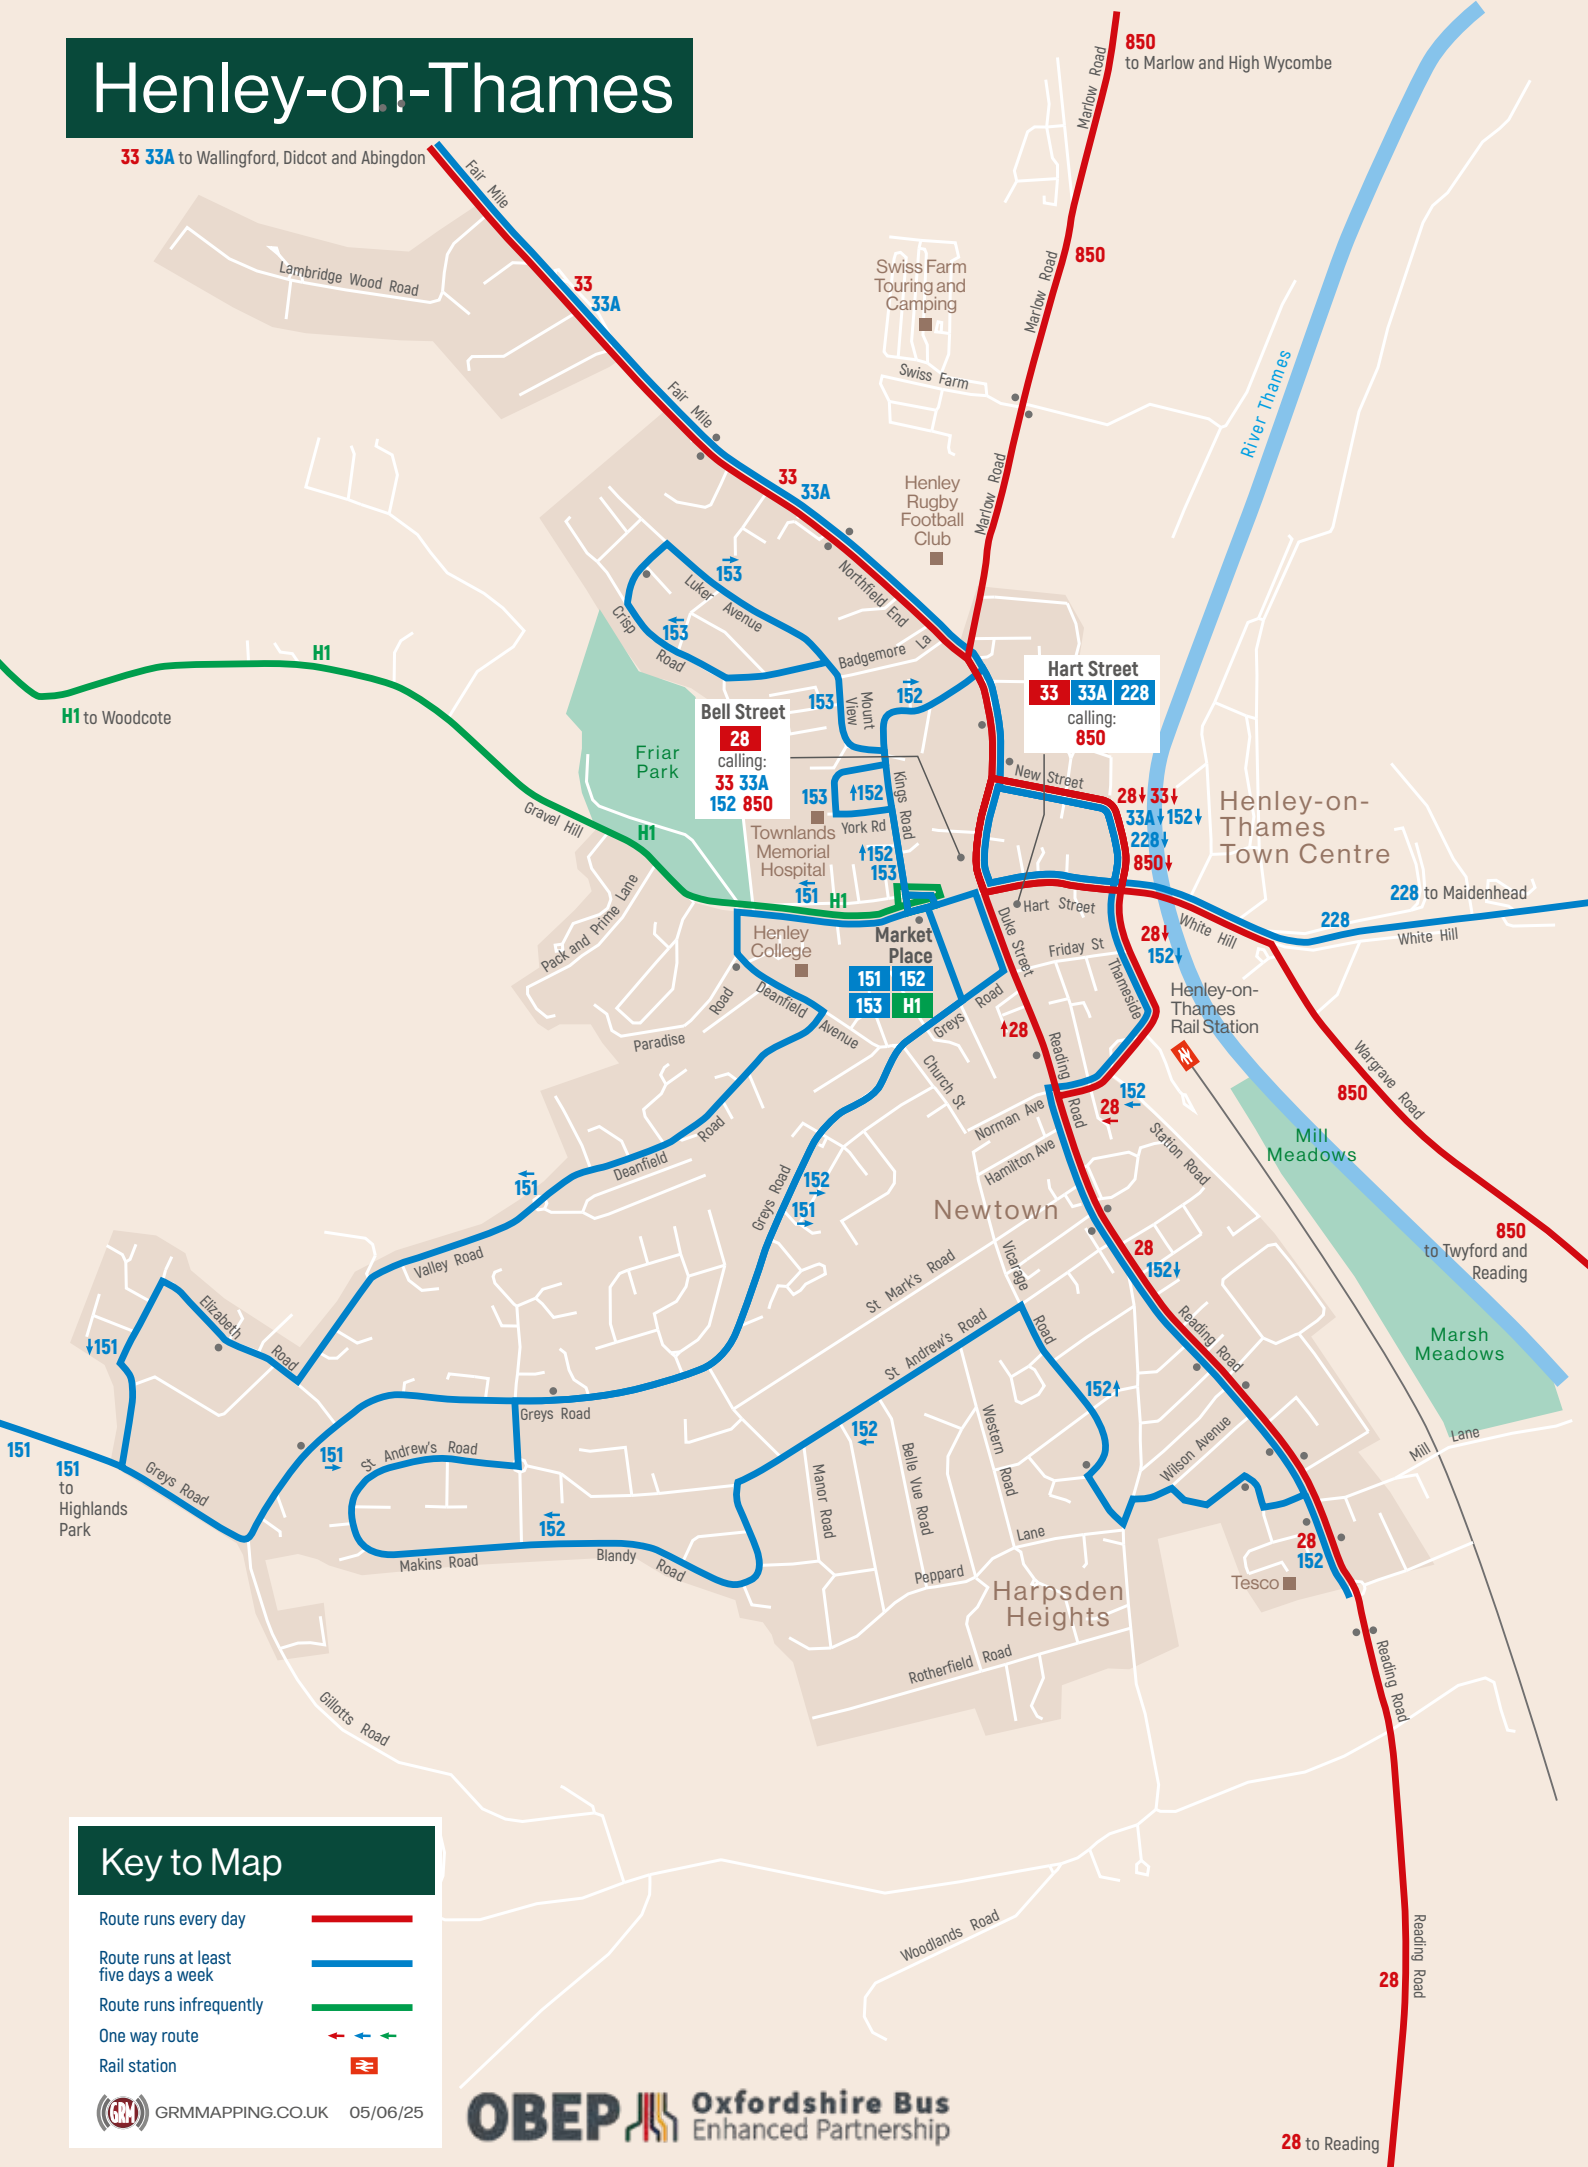 Henley-on-Thames
850
to Marlow and High Wycombe
33 33A to Wallingford, Didcot and Abingdon
Fair Mile
Marlow Road
Lambridge Wood Road
33
33A
Swiss Farm
Touring and
Camping
Marlow Road
850
Swiss Farm
Fair Mile
River Thames
33
33A
Henley
Rugby
Football
Club
Marlow Road
Northfield End
153
Luker Avenue
Crisp
Road
153
Badgemore La
H1
H1 to Woodcote
153
Mount
View
152
Hart Street
33 33A 228
calling:
850
Bell Street
28
calling:
33 33A
152 850
Friar
Park
New Street
Kings Road
153
152
York Rd
Townlands
Memorial
Hospital
152
153
28 33
33A 152
228
850
Henley-on-
Thames
Town Centre
Gravel Hill
H1
151
H1
228 to Maidenhead
228
White Hill
White Hill
Hart Street
Duke Street
Friday St
Thameside
28
152
Pack and Prime Lane
Henley
College
Market
Place
151 152
153 H1
Henley-on-
Thames
Rail Station
Paradise
Road
Deanfield
Avenue
Greys Road
28
Reading
Road
Church St
Norman Ave
Hamilton Ave
152
28
Station Road
Wargrave Road
850
Mill
Meadows
850
to Twyford and
Reading
Marsh
Meadows
Deanfield
Road
151
Valley Road
Greys Road
152
151
Newtown
Vicarage
Road
St Mark's Road
St Andrew's Road
28
152
Reading Road
Elizabeth
Road
151
151
151
to
Highlands
Park
Greys Road
Greys Road
151
St Andrew's Road
152
Makins Road
Blandy
Road
152
Manor Road
Belle Vue Road
Western
Road
152
Wilson Avenue
Mill Lane
Peppard
Lane
Harpsden
Heights
Rotherfield Road
28
152
Tesco
Reading Road
Gillotts Road
Woodlands Road
Reading Road
28
28 to Reading
Key to Map
Route runs every day
Route runs at least
five days a week
Route runs infrequently
One way route
Rail station
GRM
GRMMAPPING.CO.UK 05/06/25
OBEP
Oxfordshire Bus
Enhanced Partnership